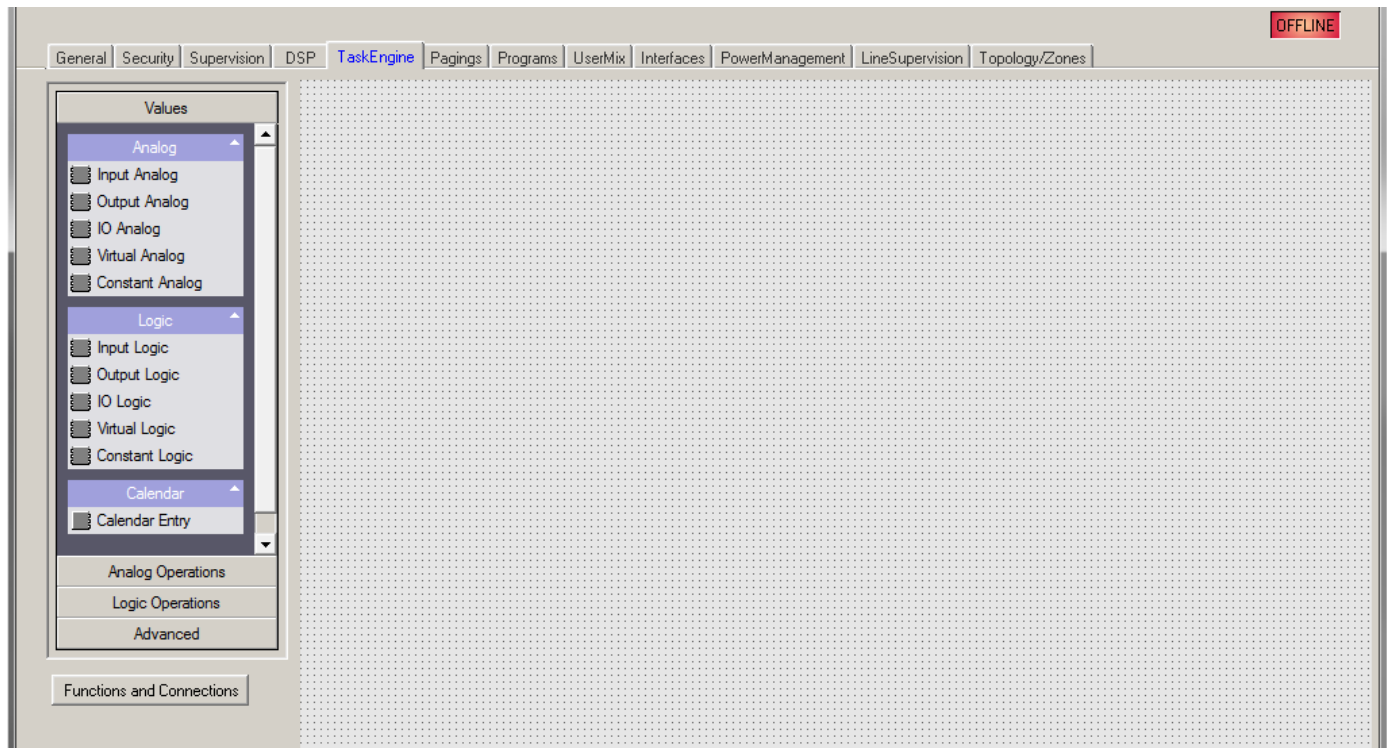 OFFLINE
General Security Supervision DSP TaskEngine Pagings Programs UserMix Interfaces PowerManagement LineSupervision Topology/Zones
Values
Analog
Input Analog
Output Analog
IO Analog
Virtual Analog
Constant Analog
Logic
Input Logic
Output Logic
IO Logic
Virtual Logic
Constant Logic
Calendar
Calendar Entry
Analog Operations
Logic Operations
Advanced
Functions and Connections